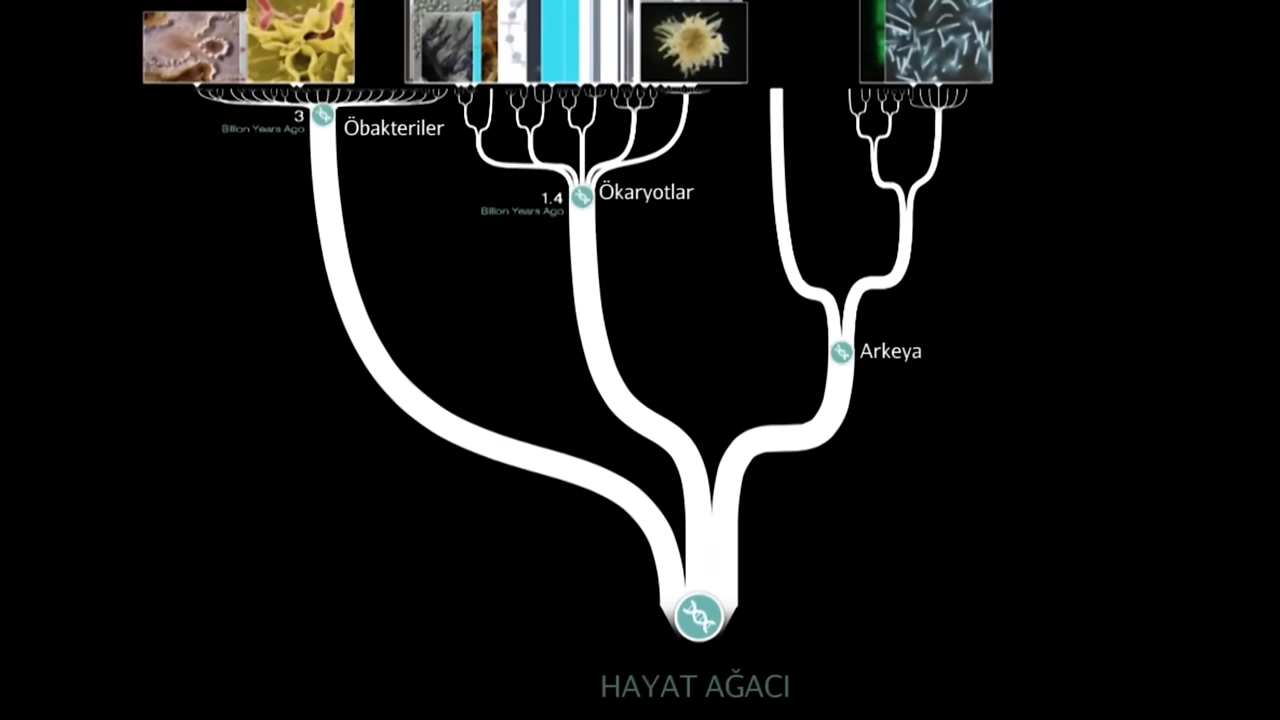 3
Billion Years Ago
Öbakteriler
1.4
Billion Years Ago
Ökaryotlar
Arkeya
HAYAT AĞACI